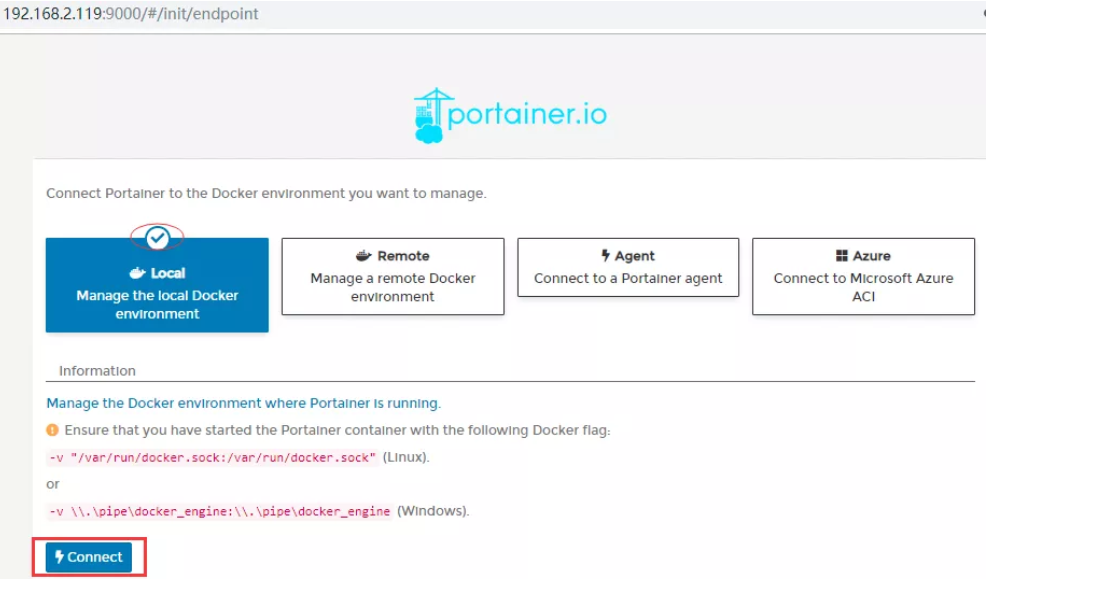 192.168.2.119:9000/#/init/endpoint
portainer.io
Connect Portainer to the Docker environment you want to manage.
Local
Manage the local Docker
environment
Remote
Manage a remote Docker
environment
Agent
Connect to a Portainer agent
Azure
Connect to Microsoft Azure
ACI
Information
Manage the Docker environment where Portainer is running.
Ensure that you have started the Portainer container with the following Docker flag:
-v "/var/run/docker.sock:/var/run/docker.sock" (Linux).
or
-v \\.\pipe\docker_engine:\\.\pipe\docker_engine (Windows).
Connect